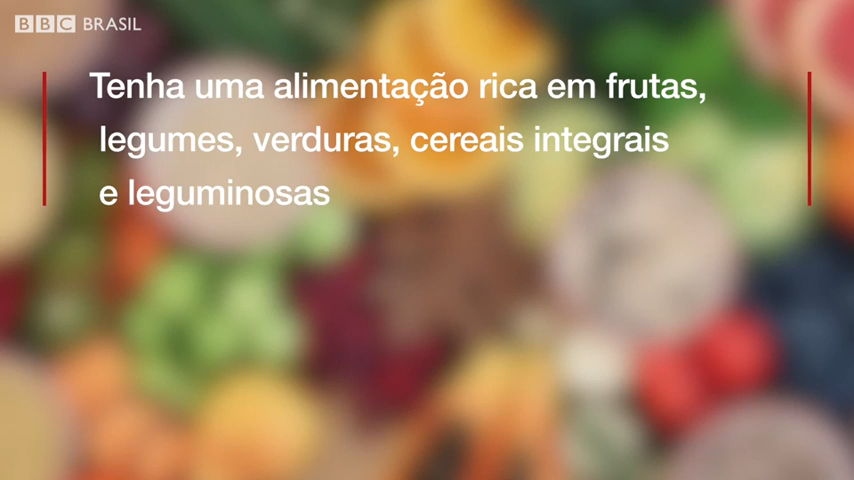 BBC BRASIL
Tenha uma alimentação rica em frutas,
legumes, verduras, cereais integrais
e leguminosas